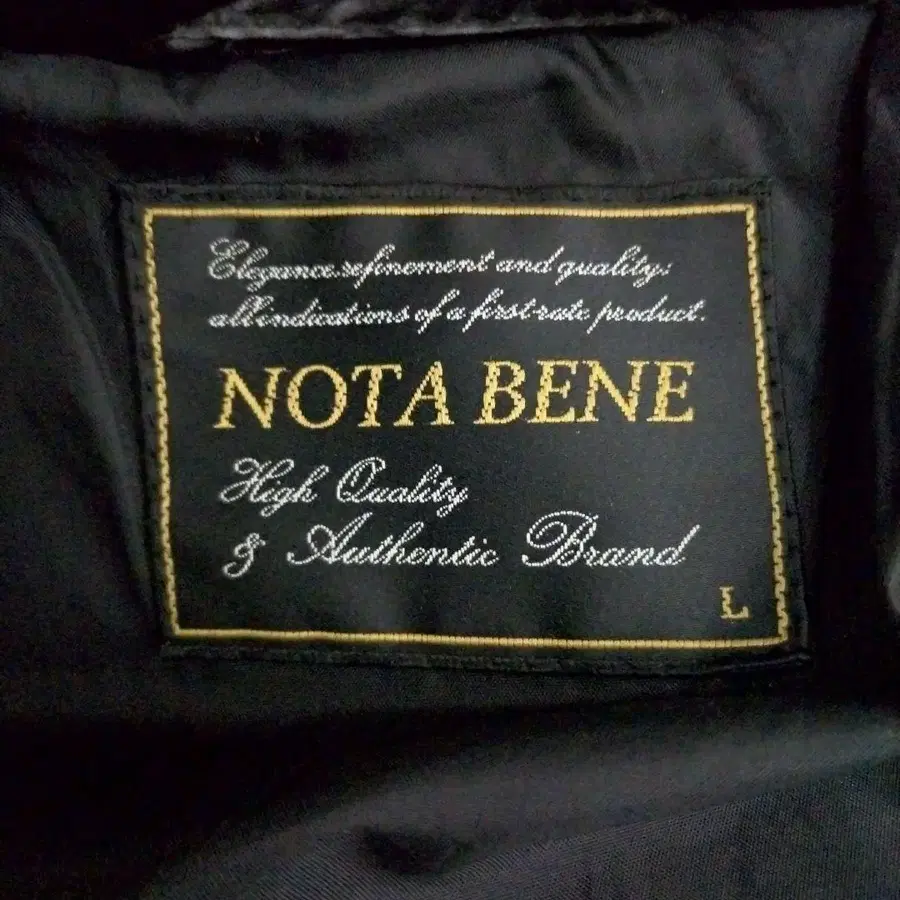 Elegance.refinement and quality:
all indications of a first rate product.
NOTA BENE
High Quality
& Authentic Brand
L